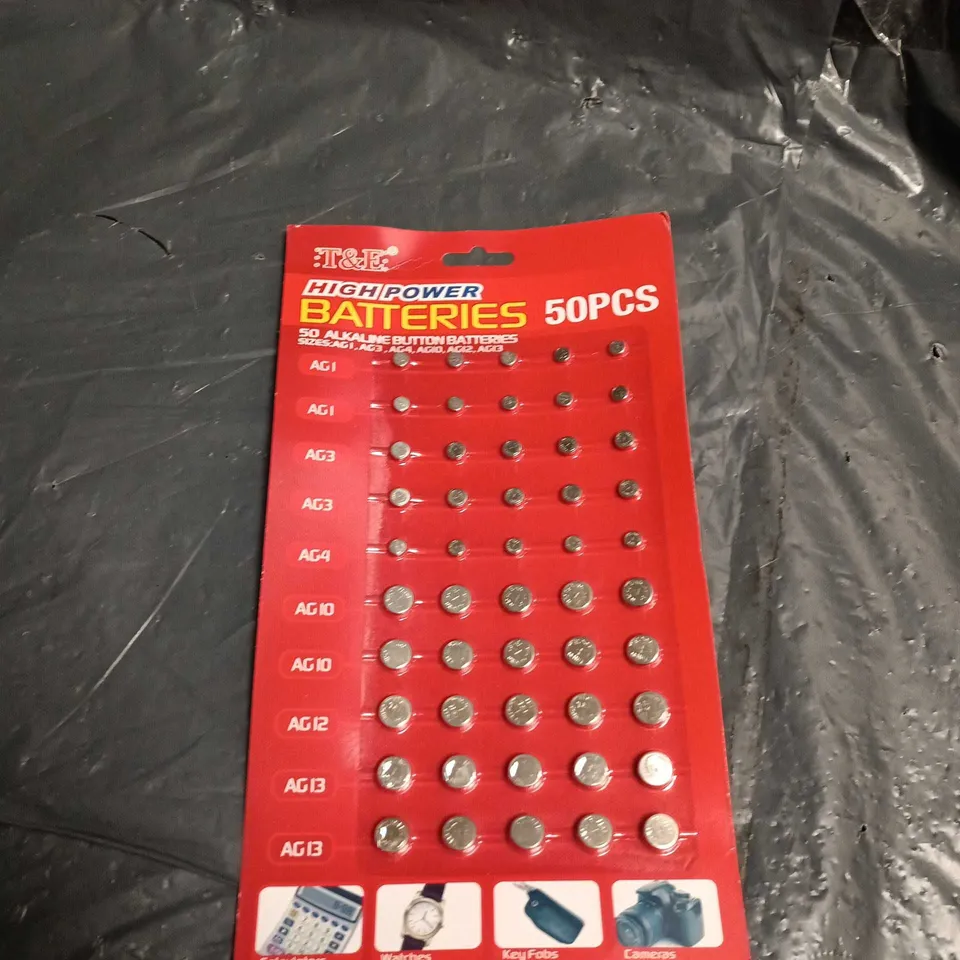 T&E
HIGH POWER
BATTERIES 50PCS
50 ALKALINE BUTTON BATTERIES
SIZES:AG1, AG3, AG4, AG10, AG12, AG13
AG1
AG1
AG3
AG3
AG4
AG10
AG10
AG12
AG13
AG13
Calculators Watches Key Fobs Cameras